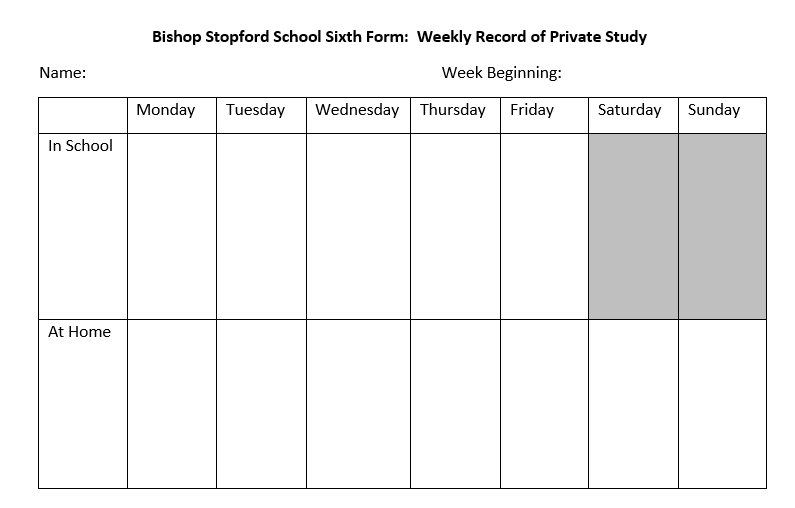 Bishop Stopford School Sixth Form:  Weekly Record of Private Study
Name: Week Beginning:
Monday Tuesday Wednesday Thursday Friday Saturday Sunday
In School
At Home